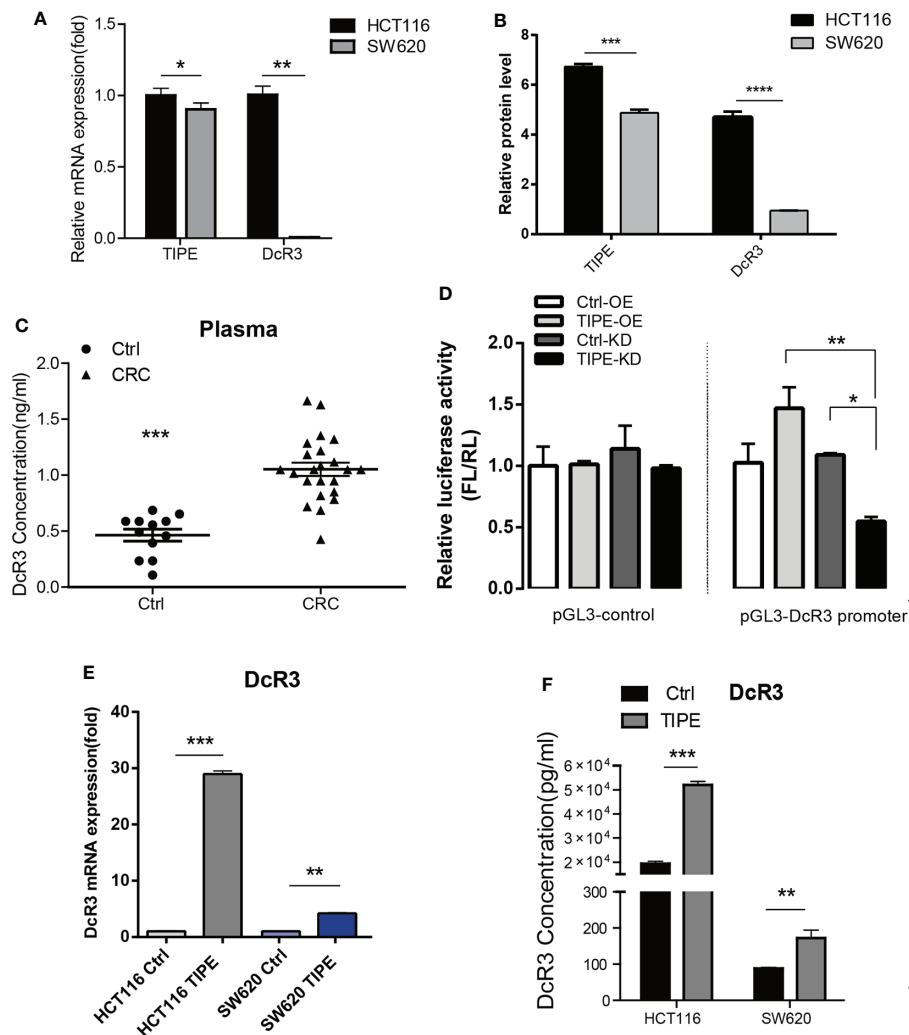 A
HCT116
SW620
Relative mRNA expression(fold)
1.5
1.0
0.5
0.0
*
**
TIPE
DcR3
B
HCT116
SW620
Relative protein level
8
6
4
2
0
***
****
TIPE
DcR3
C
Plasma
Ctrl
CRC
DcR3 Concentration(ng/ml)
2.0
1.5
1.0
0.5
0.0
***
Ctrl
CRC
D
Ctrl-OE
TIPE-OE
Ctrl-KD
TIPE-KD
Relative luciferase activity
(FL/RL)
2.0
1.5
1.0
0.5
0.0
**
*
pGL3-control
pGL3-DcR3 promoter
E
DcR3
DcR3 mRNA expression(fold)
40
30
20
10
0
***
**
HCT116 Ctrl
HCT116 TIPE
SW620 Ctrl
SW620 TIPE
F
Ctrl
TIPE
DcR3
DcR3 Concentration(pg/ml)
6×10⁴
5×10⁴
4×10⁴
3×10⁴
2×10⁴
300
200
100
0
***
**
HCT116
SW620